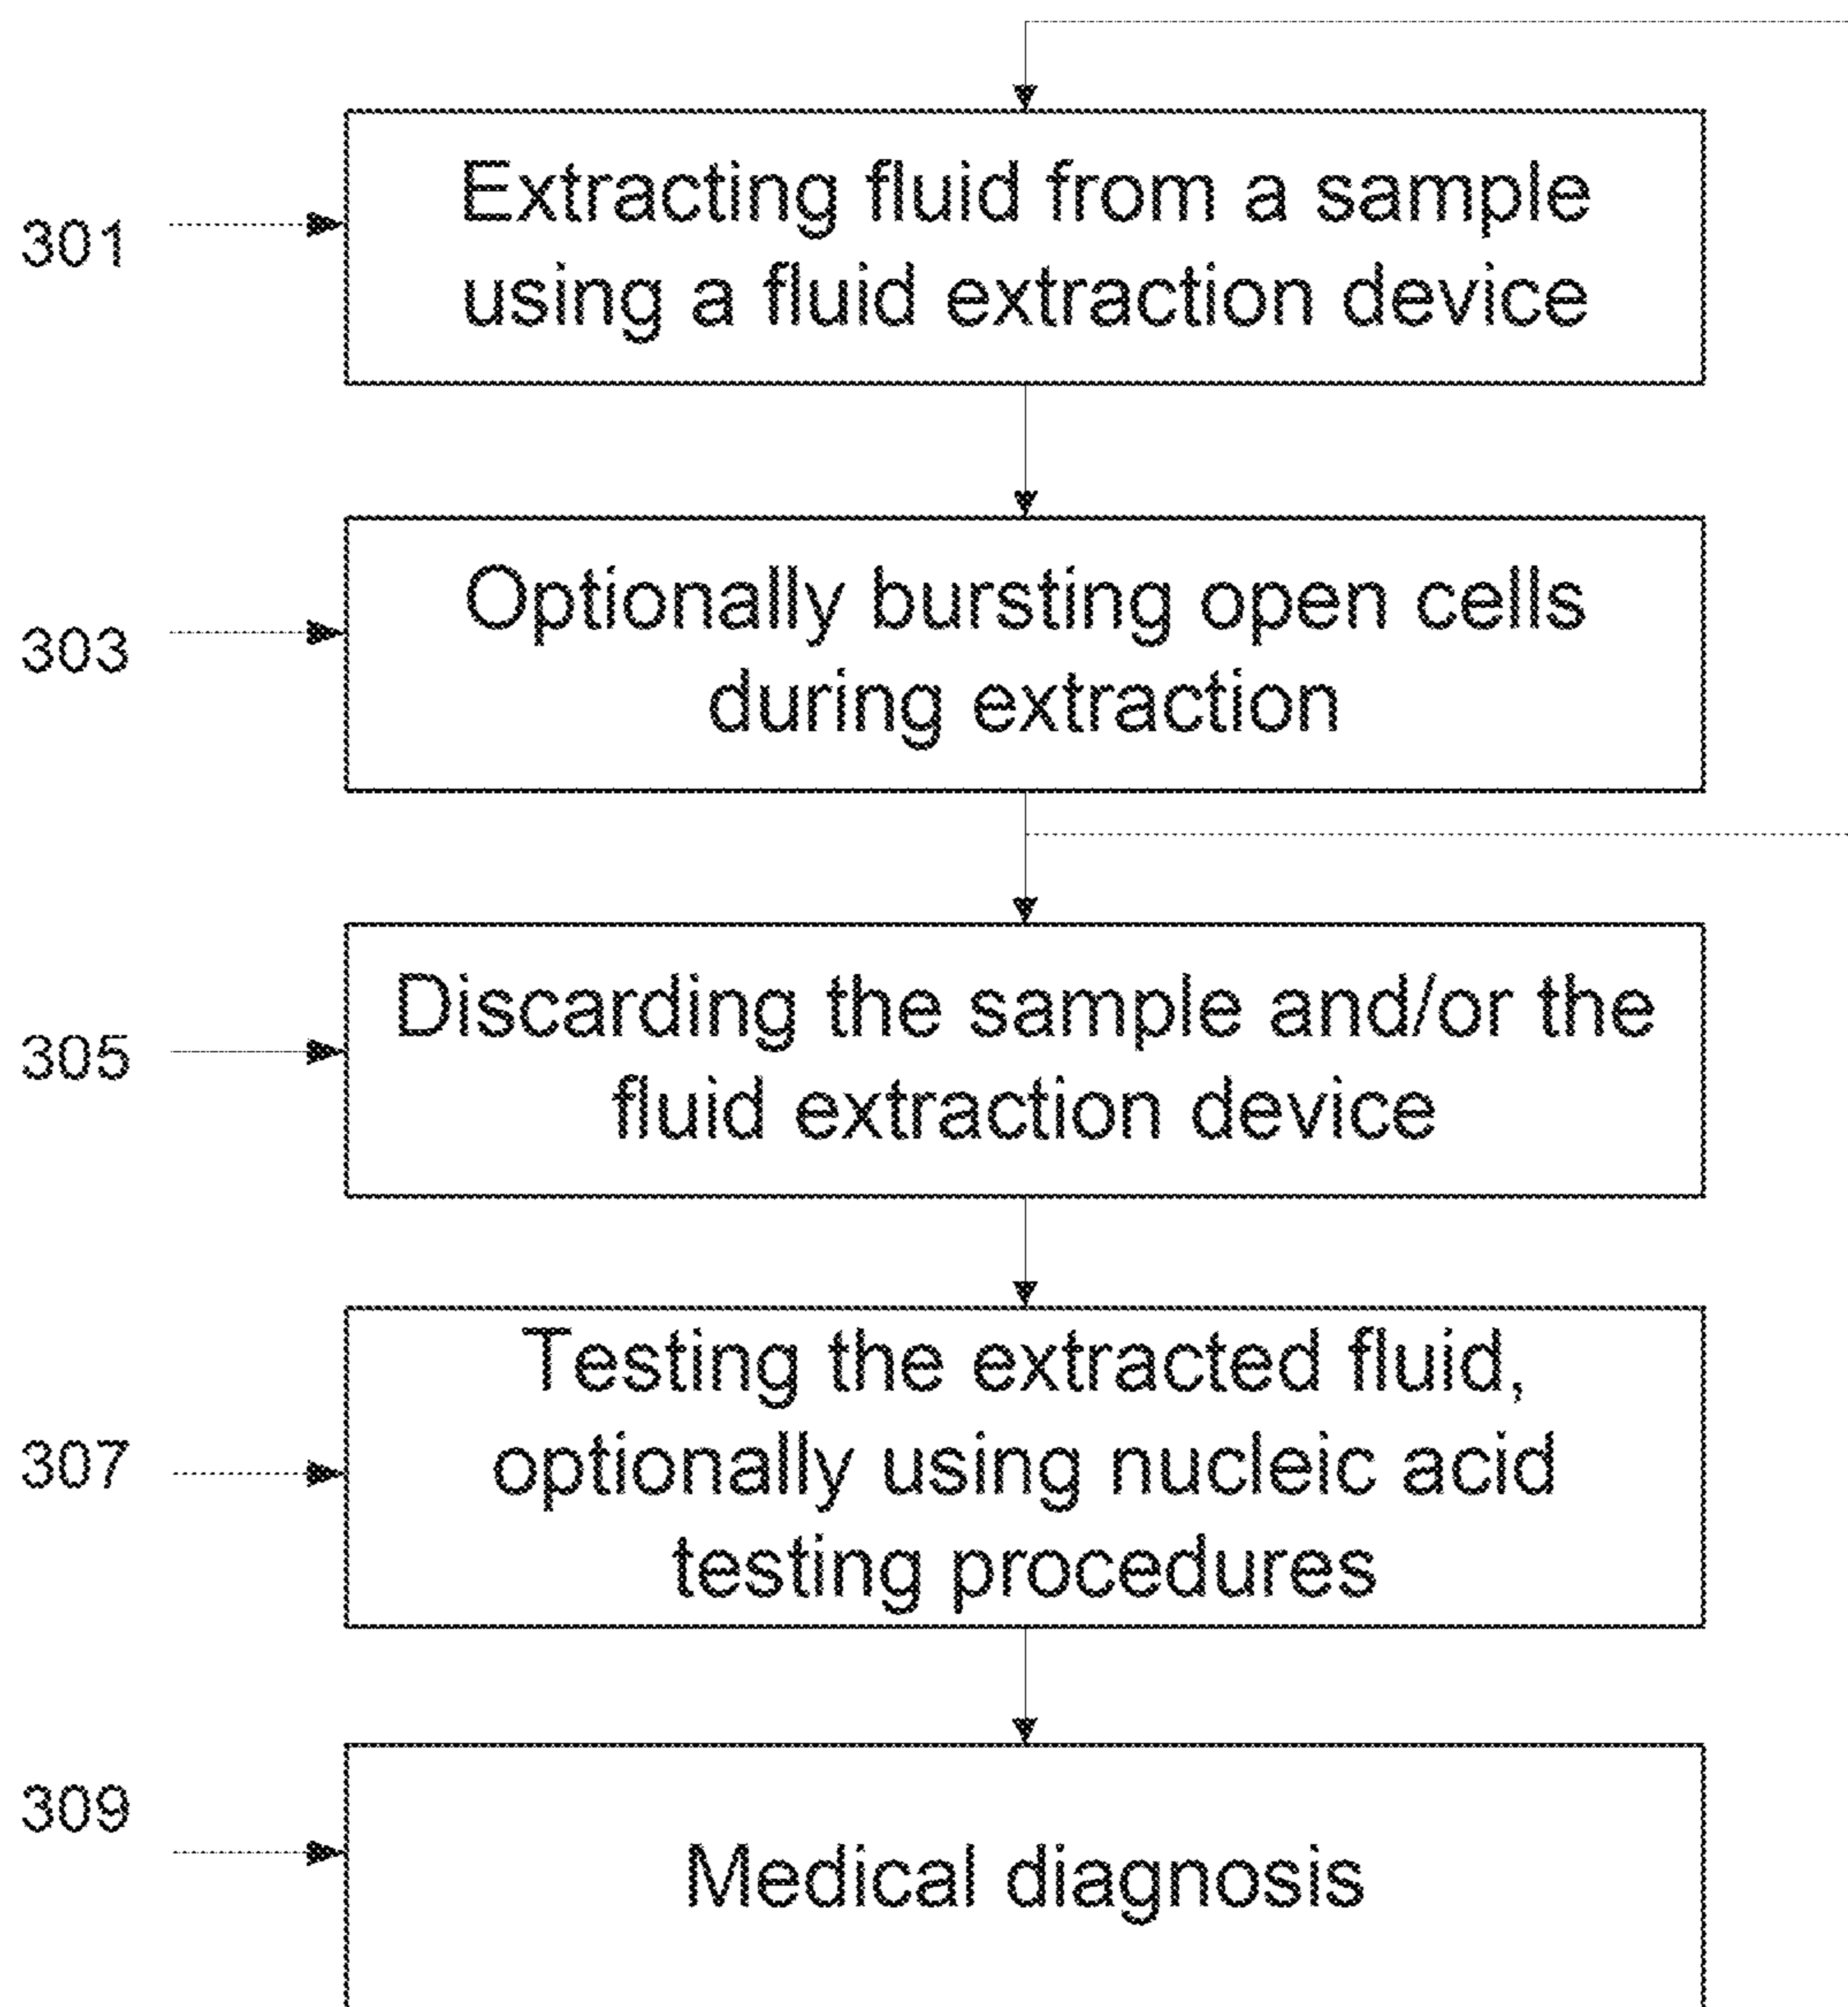 301
Extracting fluid from a sample
using a fluid extraction device
303
Optionally bursting open cells
during extraction
305
Discarding the sample and/or the
fluid extraction device
307
Testing the extracted fluid,
optionally using nucleic acid
testing procedures
309
Medical diagnosis